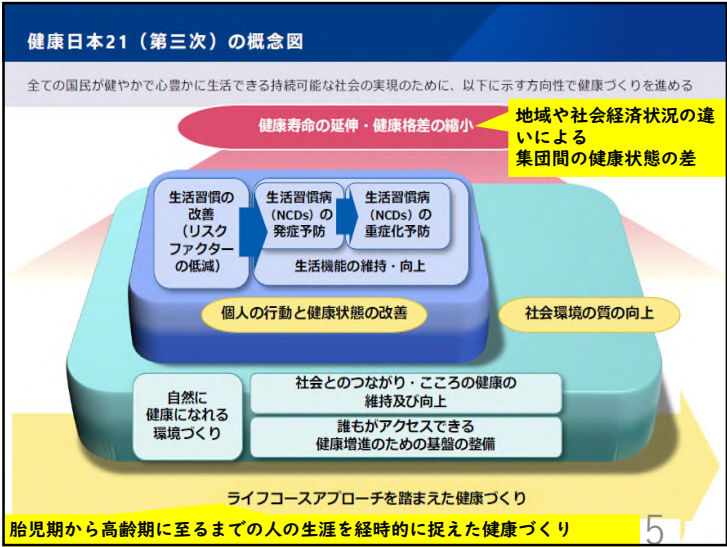 健康日本21（第三次）の概念図
全ての国民が健やかで心豊かに生活できる持続可能な社会の実現のために、以下に示す方向性で健康づくりを進める
健康寿命の延伸・健康格差の縮小
地域や社会経済状況の違
いによる
集団間の健康状態の差
生活習慣の
改善
（リスク
ファクター
の低減）
生活習慣病
（NCDs）の
発症予防
生活習慣病
（NCDs）の
重症化予防
生活機能の維持・向上
個人の行動と健康状態の改善
社会環境の質の向上
自然に
健康になれる
環境づくり
社会とのつながり・こころの健康の
維持及び向上
誰もがアクセスできる
健康増進のための基盤の整備
ライフコースアプローチを踏まえた健康づくり
胎児期から高齢期に至るまでの人の生涯を経時的に捉えた健康づくり
5